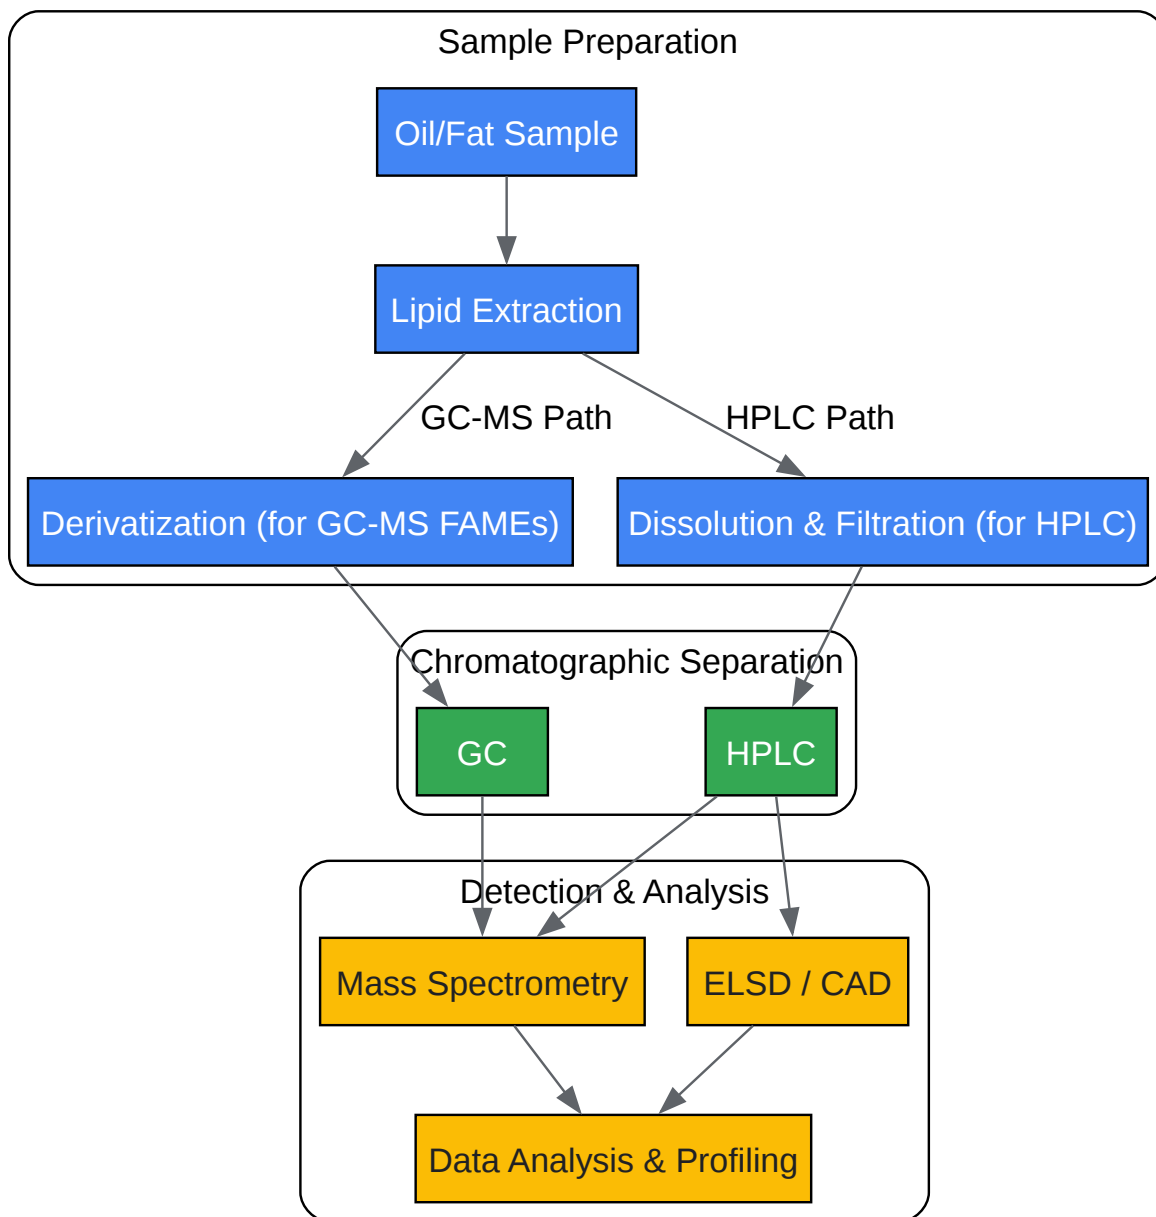 Sample Preparation
Oil/Fat Sample
Lipid Extraction
GC-MS Path
HPLC Path
Derivatization (for GC-MS FAMEs)
Dissolution & Filtration (for HPLC)
Chromatographic Separation
GC
HPLC
Detection & Analysis
Mass Spectrometry
ELSD / CAD
Data Analysis & Profiling